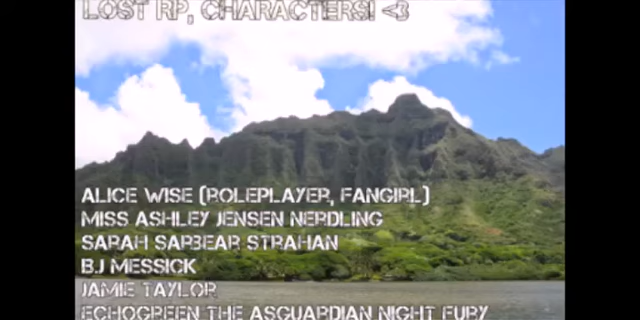 LOST RP, CHARACTERS! <3
ALICE WISE (ROLEPLAYER, FANGIRL)
MISS ASHLEY JENSEN NERDLING
SARAH SARBEAR STRAHAN
B.J MESSICK
JAMIE TAYLOR
ECHOGREEN THE ASGUARDIAN NIGHT FURY